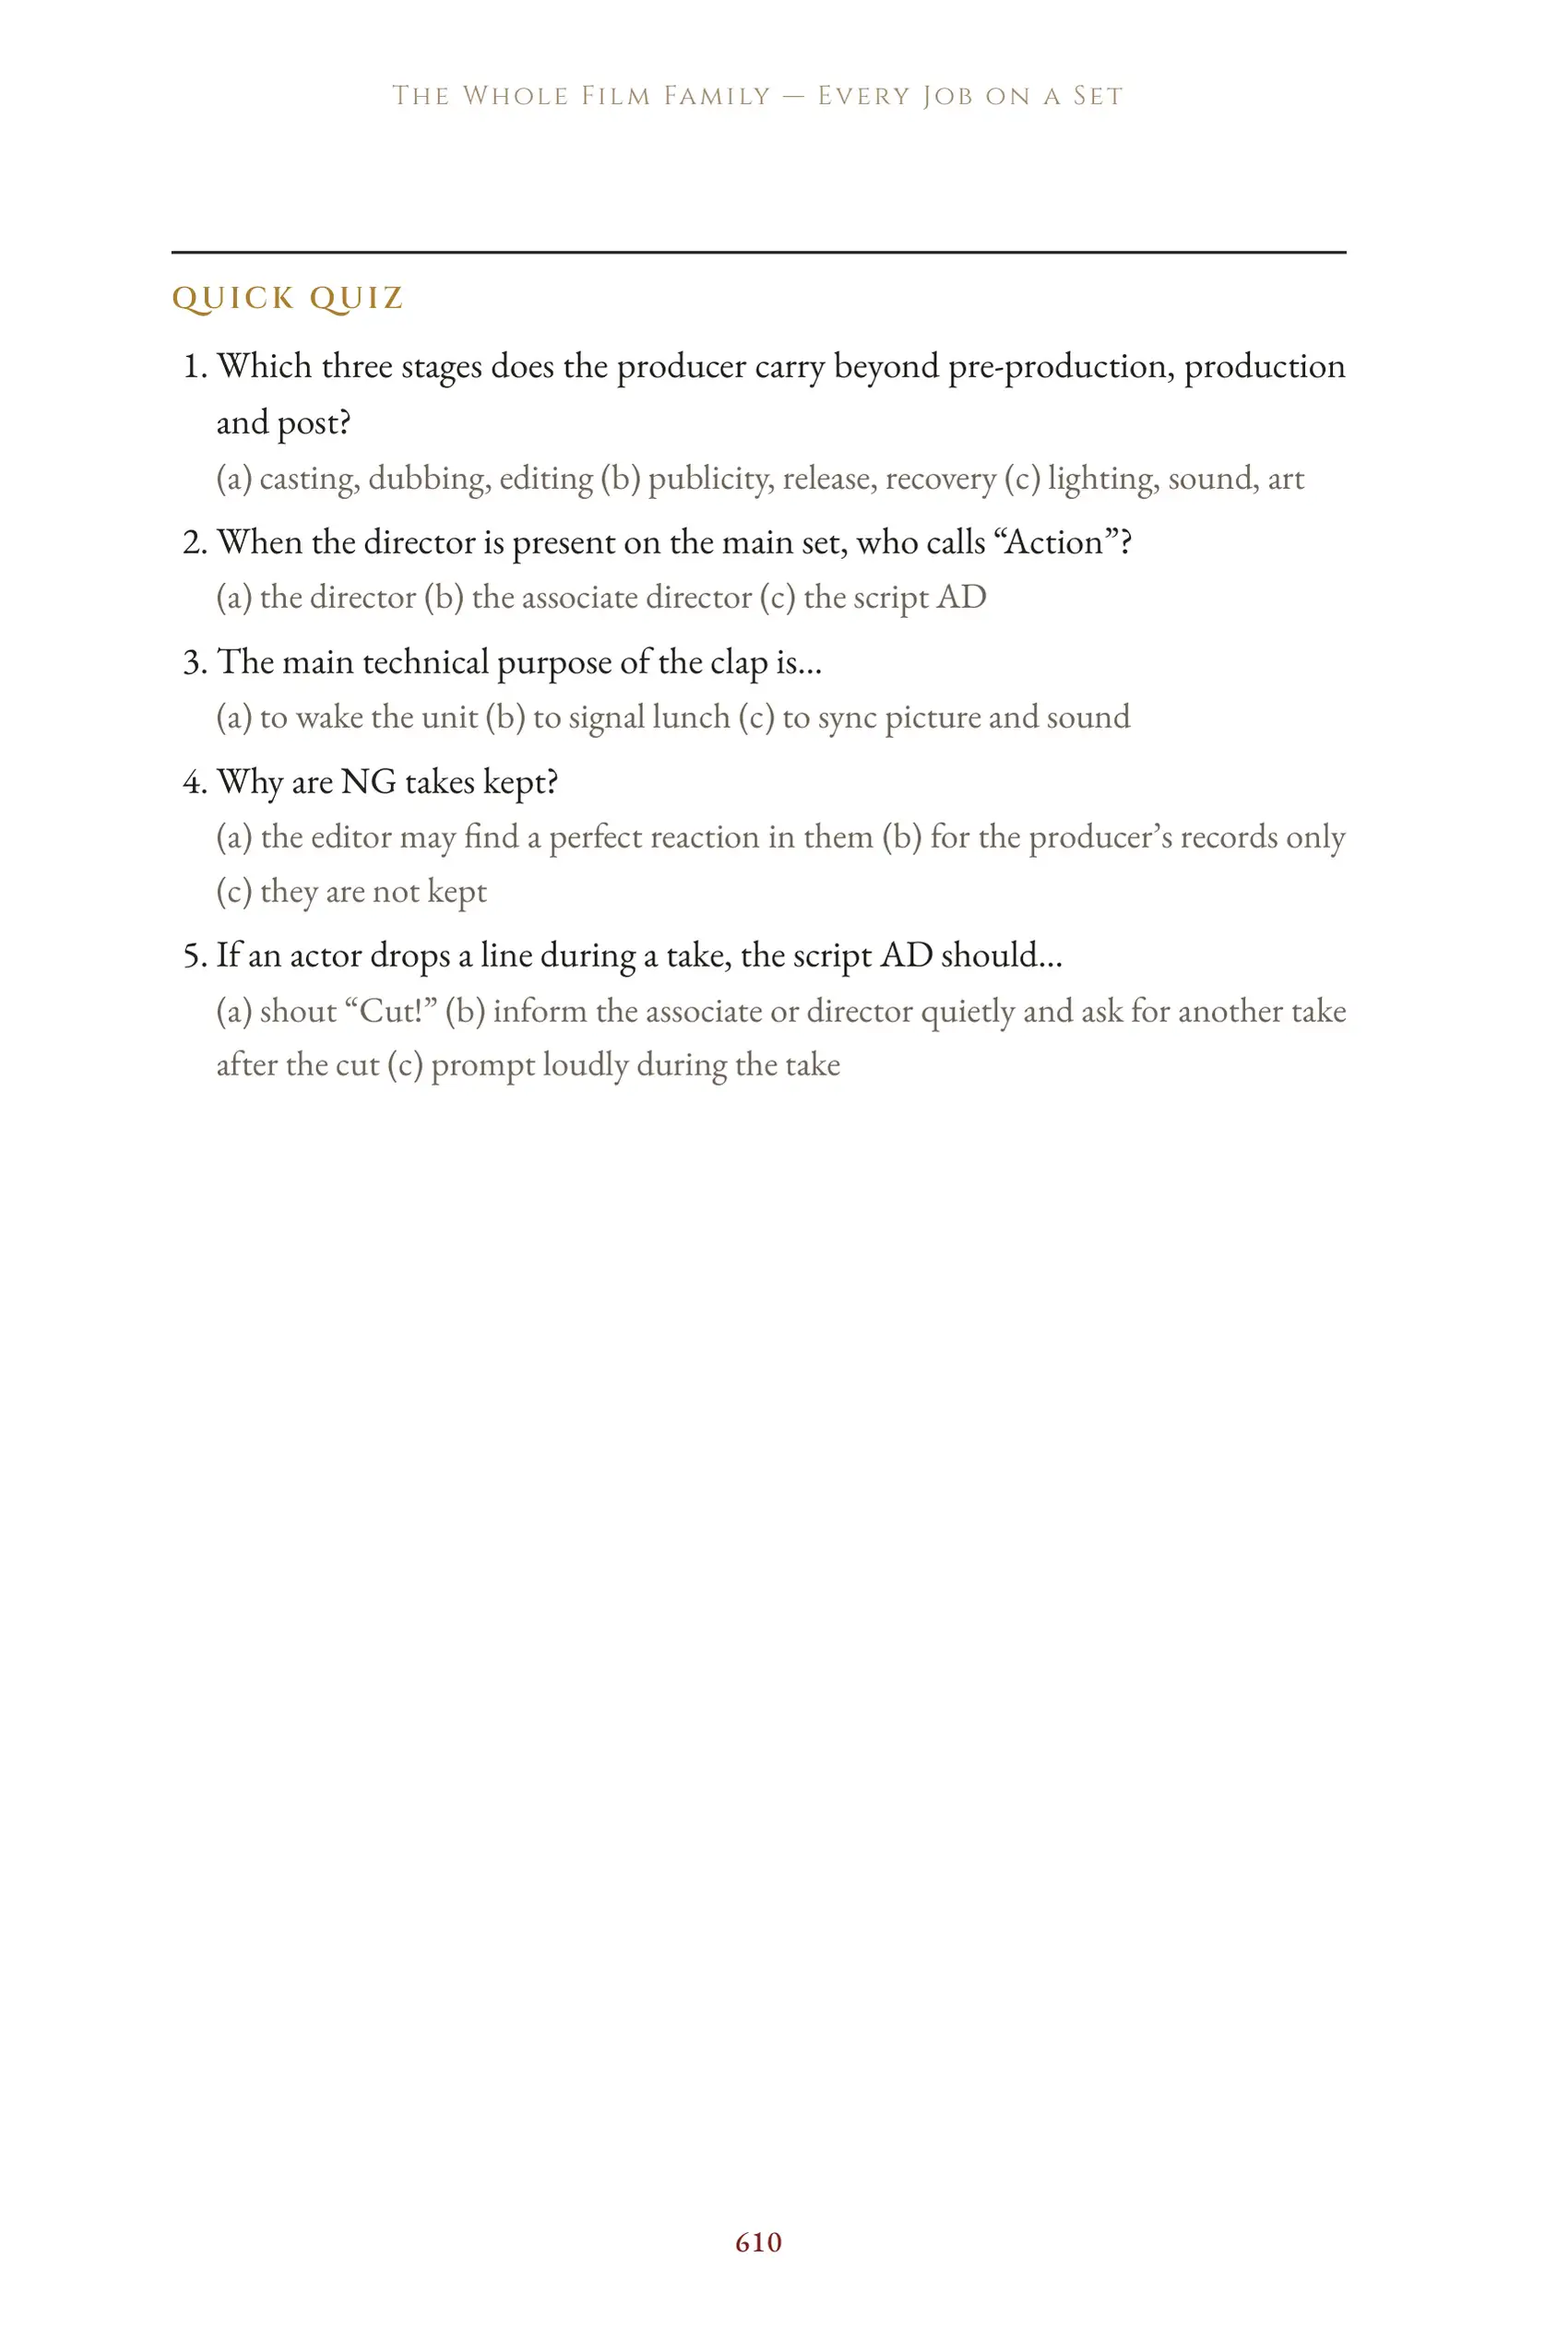 The Whole Film Family — Every Job on a Set
QUICK QUIZ
1. Which three stages does the producer carry beyond pre-production, production
and post?
(a) casting, dubbing, editing (b) publicity, release, recovery (c) lighting, sound, art
2. When the director is present on the main set, who calls “Action”?
(a) the director (b) the associate director (c) the script AD
3. The main technical purpose of the clap is...
(a) to wake the unit (b) to signal lunch (c) to sync picture and sound
4. Why are NG takes kept?
(a) the editor may find a perfect reaction in them (b) for the producer’s records only
(c) they are not kept
5. If an actor drops a line during a take, the script AD should...
(a) shout “Cut!” (b) inform the associate or director quietly and ask for another take
after the cut (c) prompt loudly during the take
610